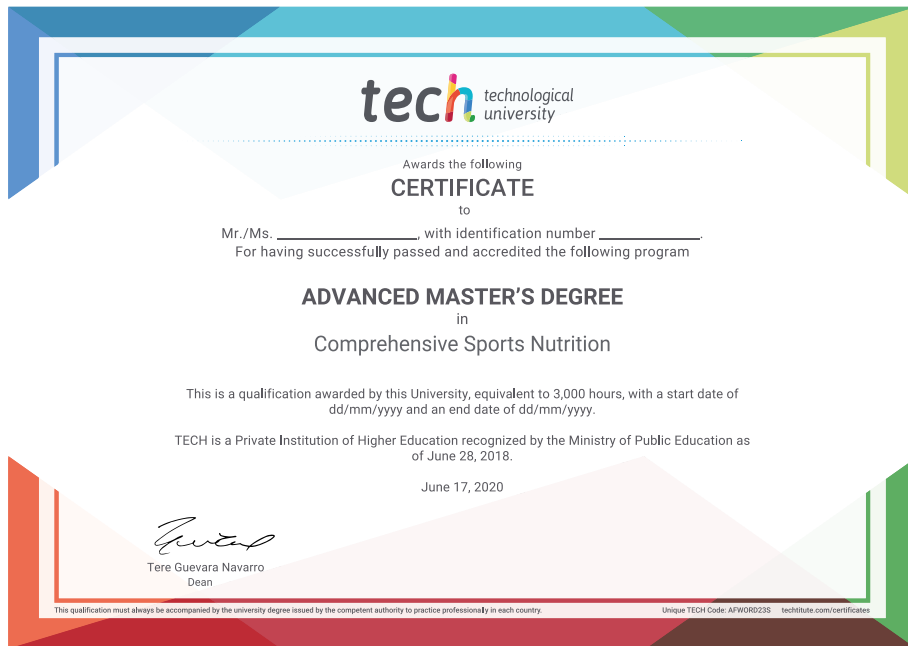 tech technological
university
Awards the following
CERTIFICATE
to
Mr./Ms. ____________________, with identification number ______________.
For having successfully passed and accredited the following program
ADVANCED MASTER'S DEGREE
in
Comprehensive Sports Nutrition
This is a qualification awarded by this University, equivalent to 3,000 hours, with a start date of
dd/mm/yyyy and an end date of dd/mm/yyyy.
TECH is a Private Institution of Higher Education recognized by the Ministry of Public Education as
of June 28, 2018.
June 17, 2020
Tere Guevara Navarro
Dean
This qualification must always be accompanied by the university degree issued by the competent authority to practice professionally in each country.
Unique TECH Code: AFWORD23S techtitute.com/certificates